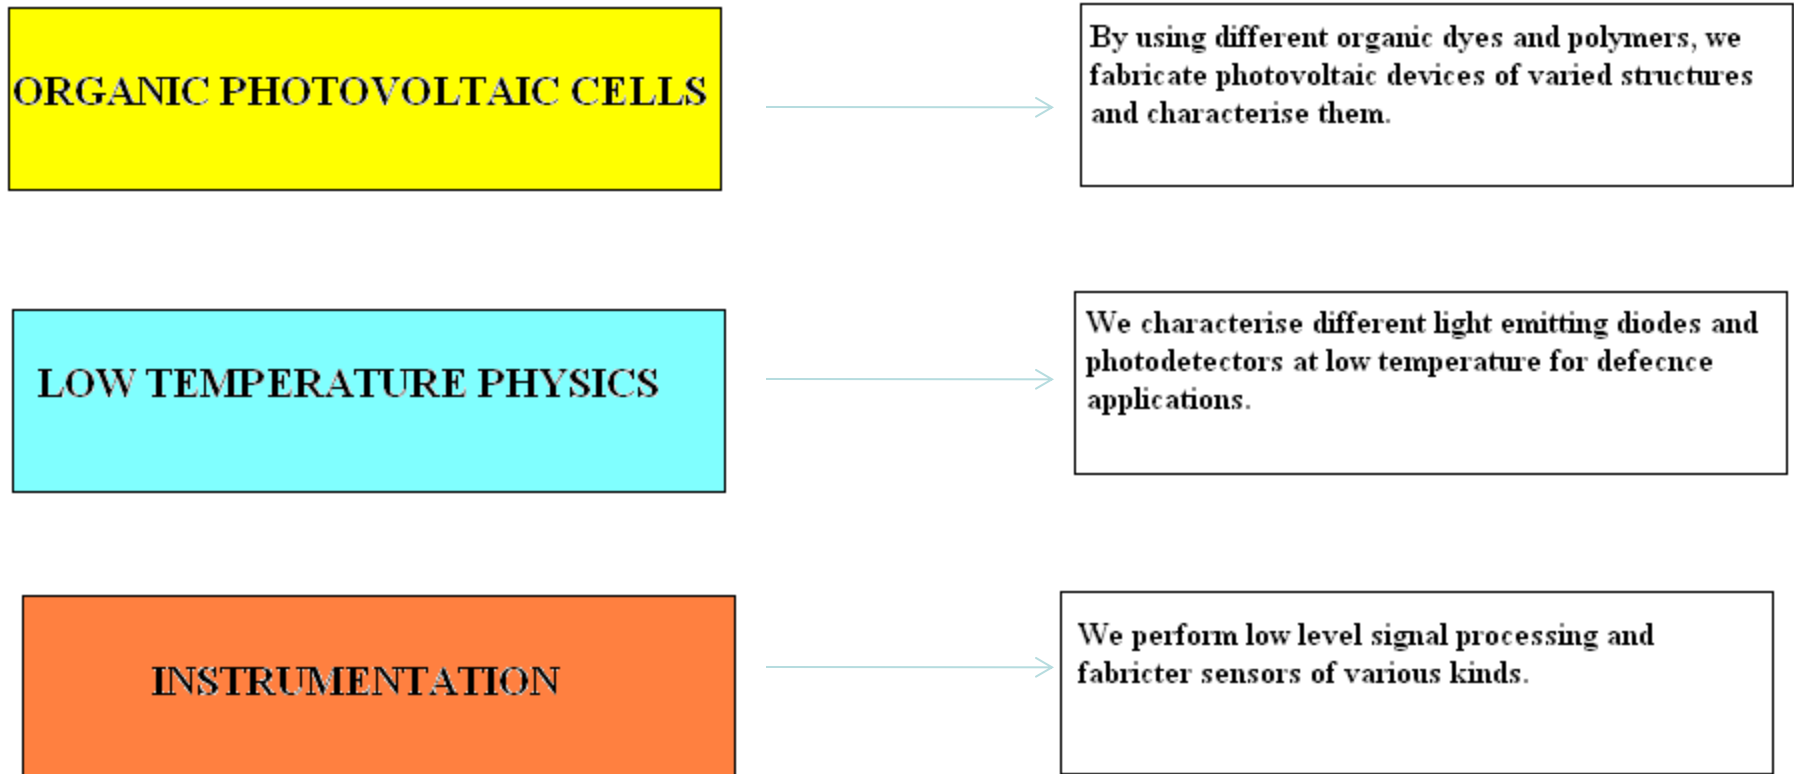 ORGANIC PHOTOVOLTAIC CELLS
By using different organic dyes and polymers, we
fabricate photovoltaic devices of varied structures
and characterise them.
LOW TEMPERATURE PHYSICS
We characterise different light emitting diodes and
photodetectors at low temperature for defecnce
applications.
INSTRUMENTATION
We perform low level signal processing and
fabricter sensors of various kinds.